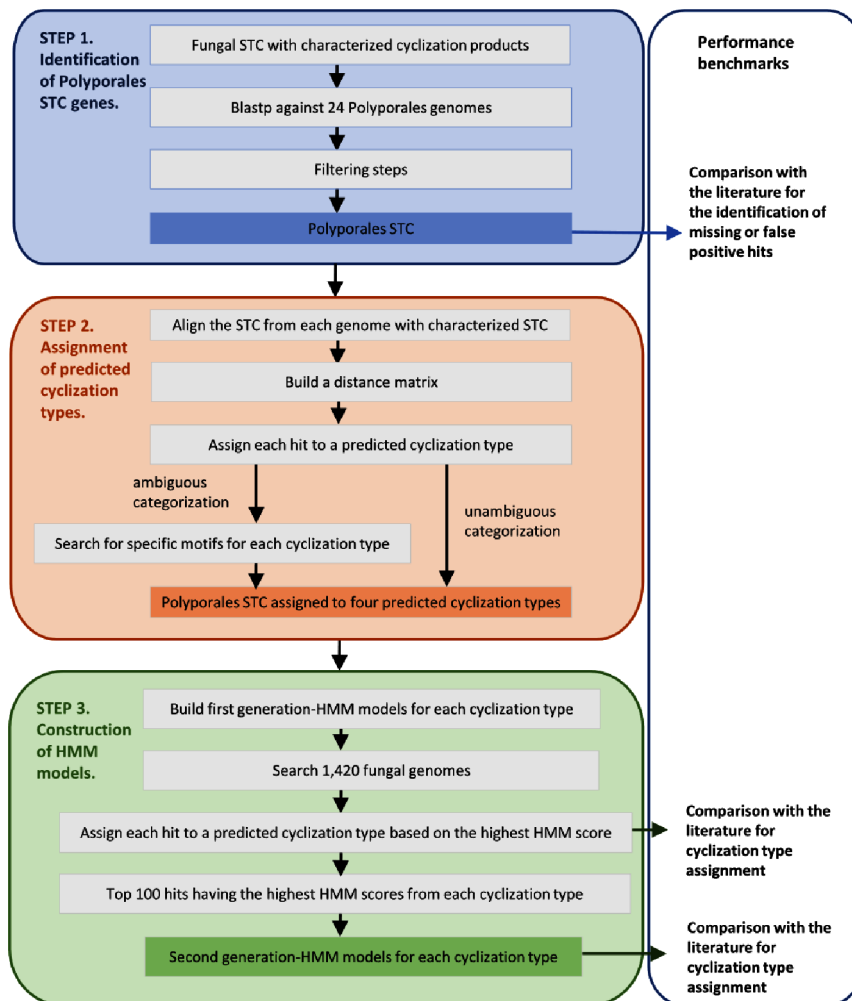 STEP 1.
Identification
of Polyporales
STC genes.
Fungal STC with characterized cyclization products
Blastp against 24 Polyporales genomes
Filtering steps
Polyporales STC
Performance
benchmarks
Comparison with
the literature for
the identification of
missing or false
positive hits
STEP 2.
Assignment
of predicted
cyclization
types.
Align the STC from each genome with characterized STC
Build a distance matrix
Assign each hit to a predicted cyclization type
ambiguous
categorization
unambiguous
categorization
Search for specific motifs for each cyclization type
Polyporales STC assigned to four predicted cyclization types
STEP 3.
Construction
of HMM
models.
Build first generation-HMM models for each cyclization type
Search 1,420 fungal genomes
Assign each hit to a predicted cyclization type based on the highest HMM score
Top 100 hits having the highest HMM scores from each cyclization type
Second generation-HMM models for each cyclization type
Comparison with the
literature for
cyclization type
assignment
Comparison with the
literature for
cyclization type
assignment